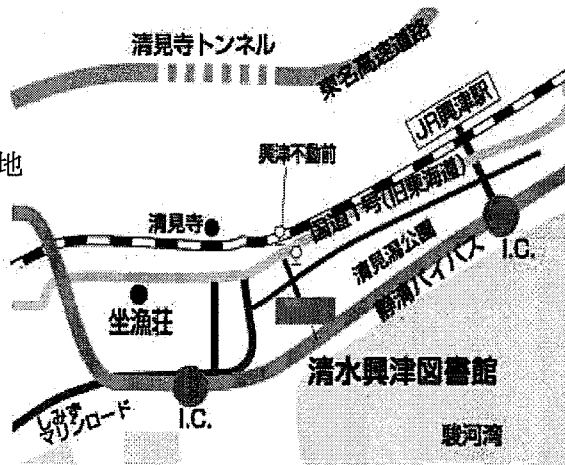 清見寺トンネル
東名高速道路
JR興津駅
地
興津不動前
国道1号(旧東海道)
清見寺
清見潟公園
I.C.
静清バイパス
坐漁荘
清水興津図書館
しみず
マリンロード
I.C.
駿河湾